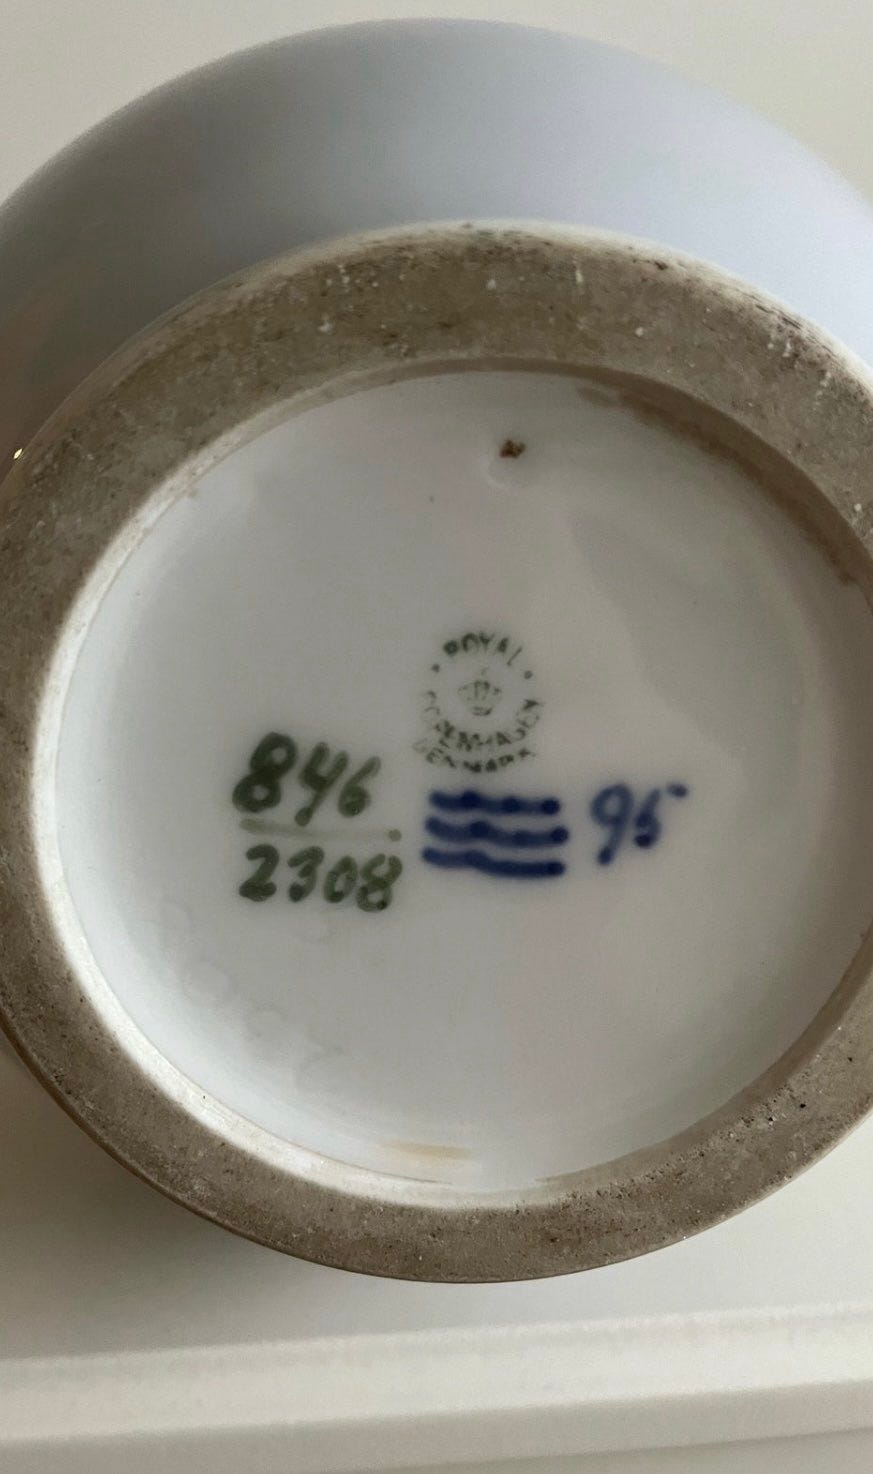 ROYAL
COPENHAGEN
DENMARK
846
2308
95